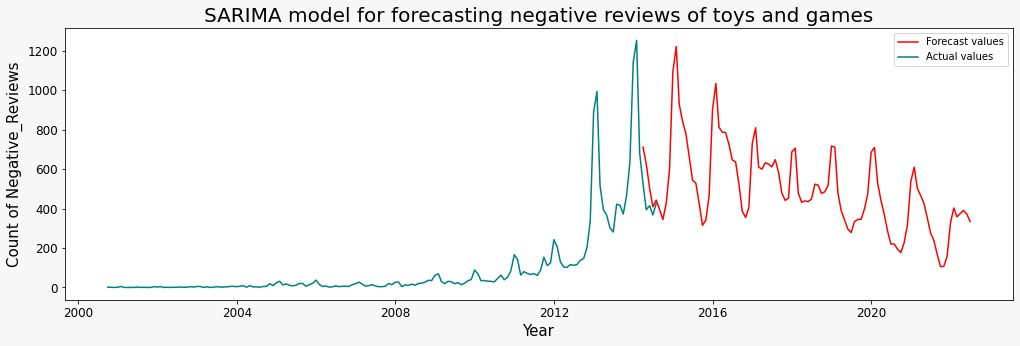 SARIMA model for forecasting negative reviews of toys and games
Forecast values
Actual values
Count of Negative_Reviews
1200
1000
800
600
400
200
0
2000
2004
2008
2012
2016
2020
Year